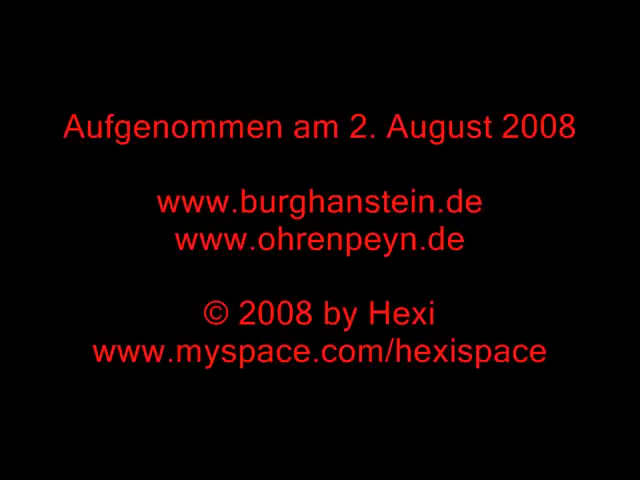 Aufgenommen am 2. August 2008
www.burghanstein.de
www.ohrenpeyn.de
© 2008 by Hexi
www.myspace.com/hexispace